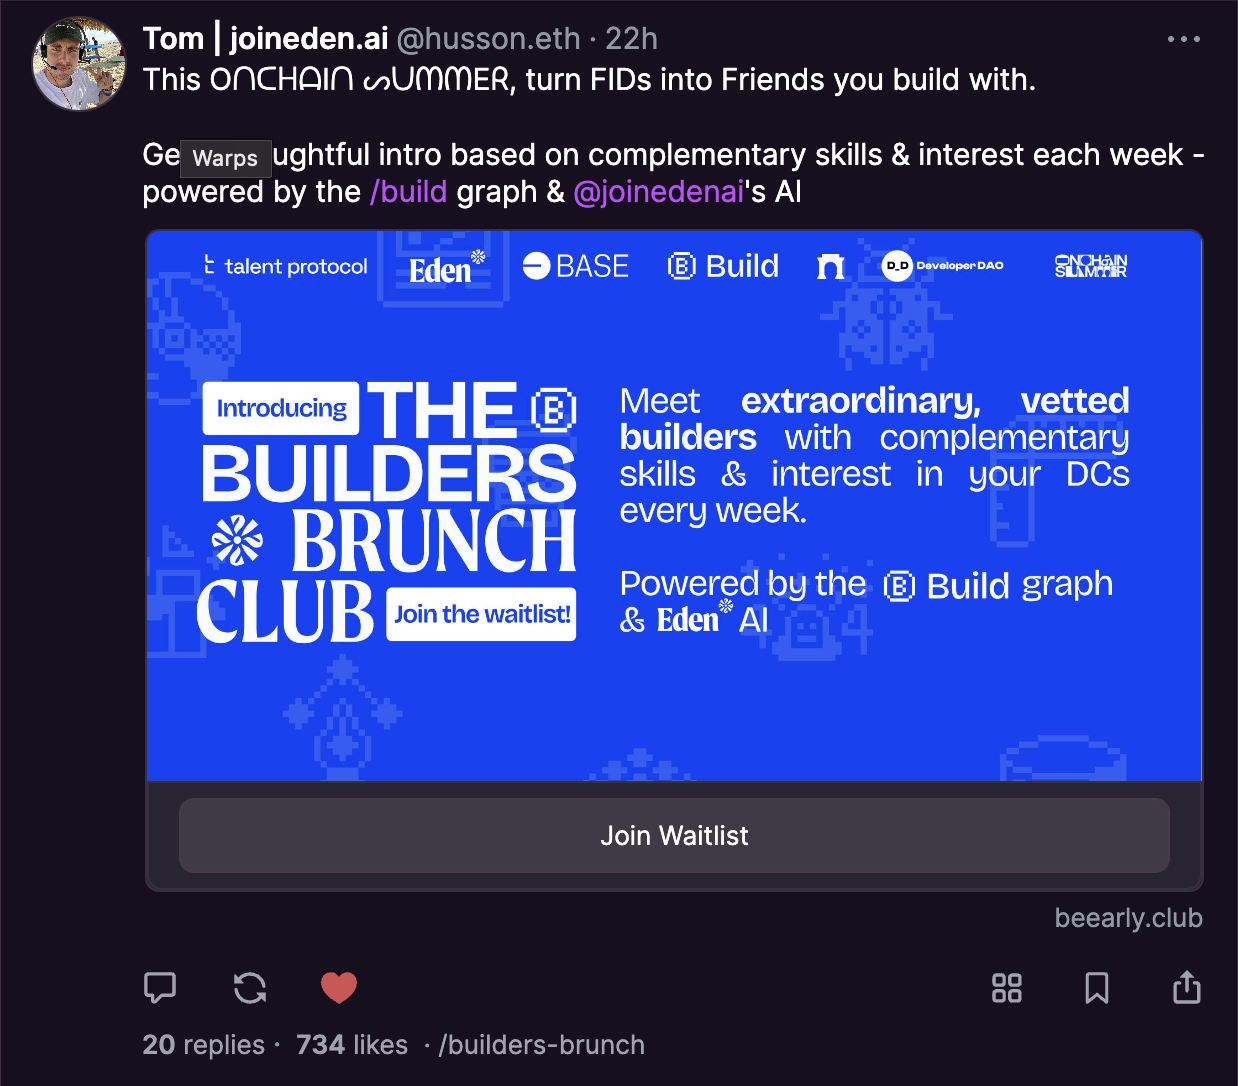 Tom | joineden.ai @husson.eth · 22h
This ONCHAIN SUMMER, turn FIDs into Friends you build with.
Ge Warps ughtful intro based on complementary skills & interest each week -
powered by the /build graph & @joinedenai's AI
talent protocol Eden BASE Build Developer DAO ONCHAIN
SUMMER
Introducing THE
BUILDERS
BRUNCH
CLUB Join the waitlist!
Meet extraordinary, vetted
builders with complementary
skills & interest in your DCs
every week.
Powered by the B Build graph
& Eden AI
Join Waitlist
beearly.club
20 replies · 734 likes · /builders-brunch